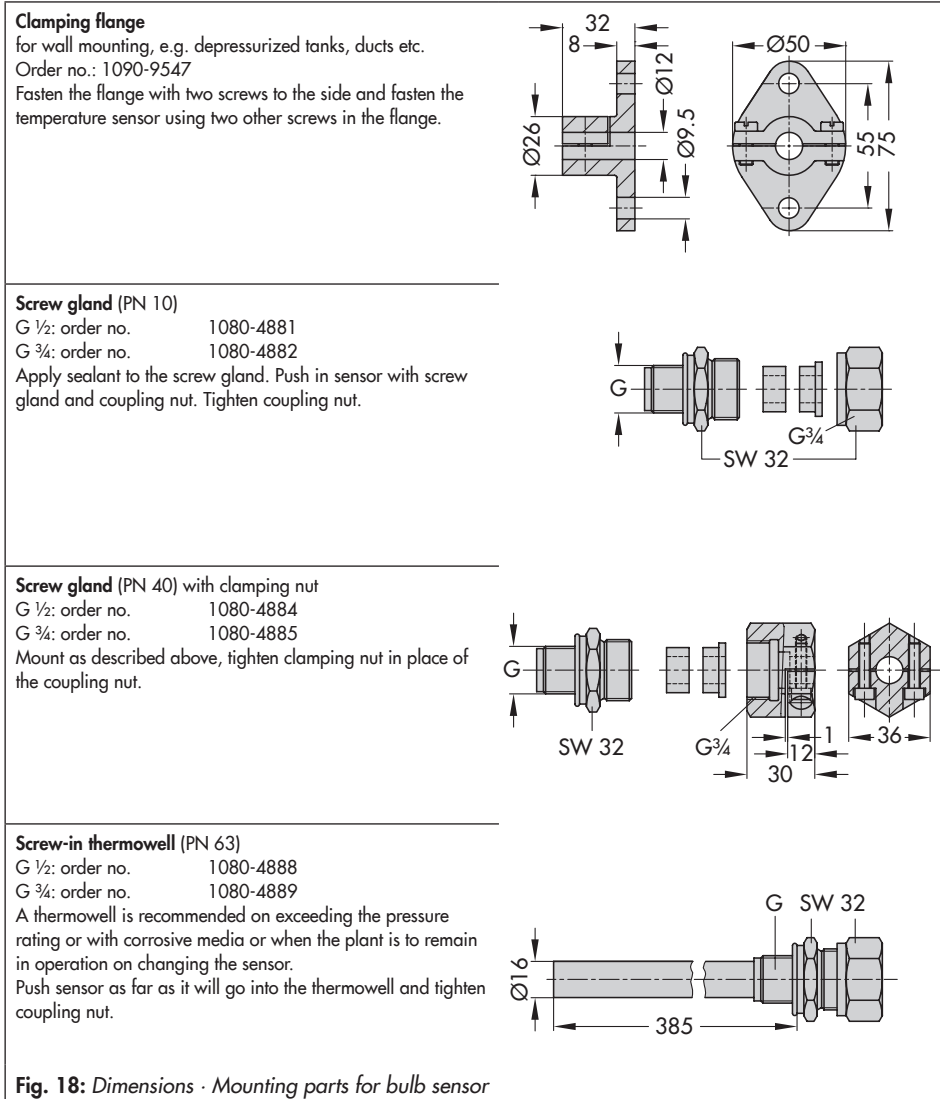 Clamping flange
for wall mounting, e.g. depressurized tanks, ducts etc.
Order no.: 1090-9547
Fasten the flange with two screws to the side and fasten the
temperature sensor using two other screws in the flange.
32
8
Ø12
Ø50
Ø26
Ø9.5
55
75
Screw gland (PN 10)
G ½: order no. 1080-4881
G ¾: order no. 1080-4882
Apply sealant to the screw gland. Push in sensor with screw
gland and coupling nut. Tighten coupling nut.
G
G¾
SW 32
Screw gland (PN 40) with clamping nut
G ½: order no. 1080-4884
G ¾: order no. 1080-4885
Mount as described above, tighten clamping nut in place of
the coupling nut.
G
SW 32
G¾
1
12
30
36
Screw-in thermowell (PN 63)
G ½: order no. 1080-4888
G ¾: order no. 1080-4889
A thermowell is recommended on exceeding the pressure
rating or with corrosive media or when the plant is to remain
in operation on changing the sensor.
Push sensor as far as it will go into the thermowell and tighten
coupling nut.
G SW 32
Ø16
385
Fig. 18: Dimensions · Mounting parts for bulb sensor